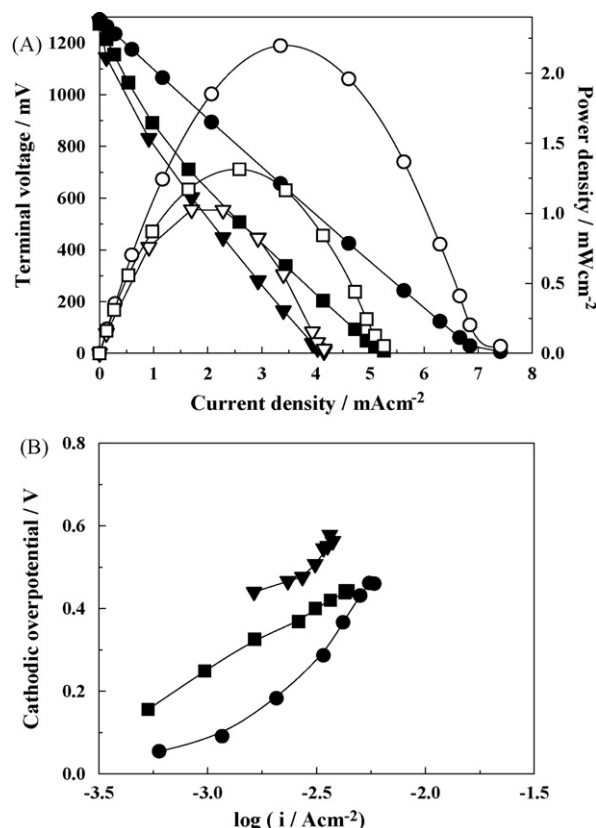 (A)
1200
1000
800
600
400
200
0
Terminal voltage / mV
2.0
1.5
1.0
0.5
0.0
Power density / mWcm-2
0 1 2 3 4 5 6 7 8
Current density / mAcm-2
(B)
0.8
0.6
0.4
0.2
0.0
Cathodic overpotential / V
-3.5 -3.0 -2.5 -2.0 -1.5
log ( i / Acm-2)